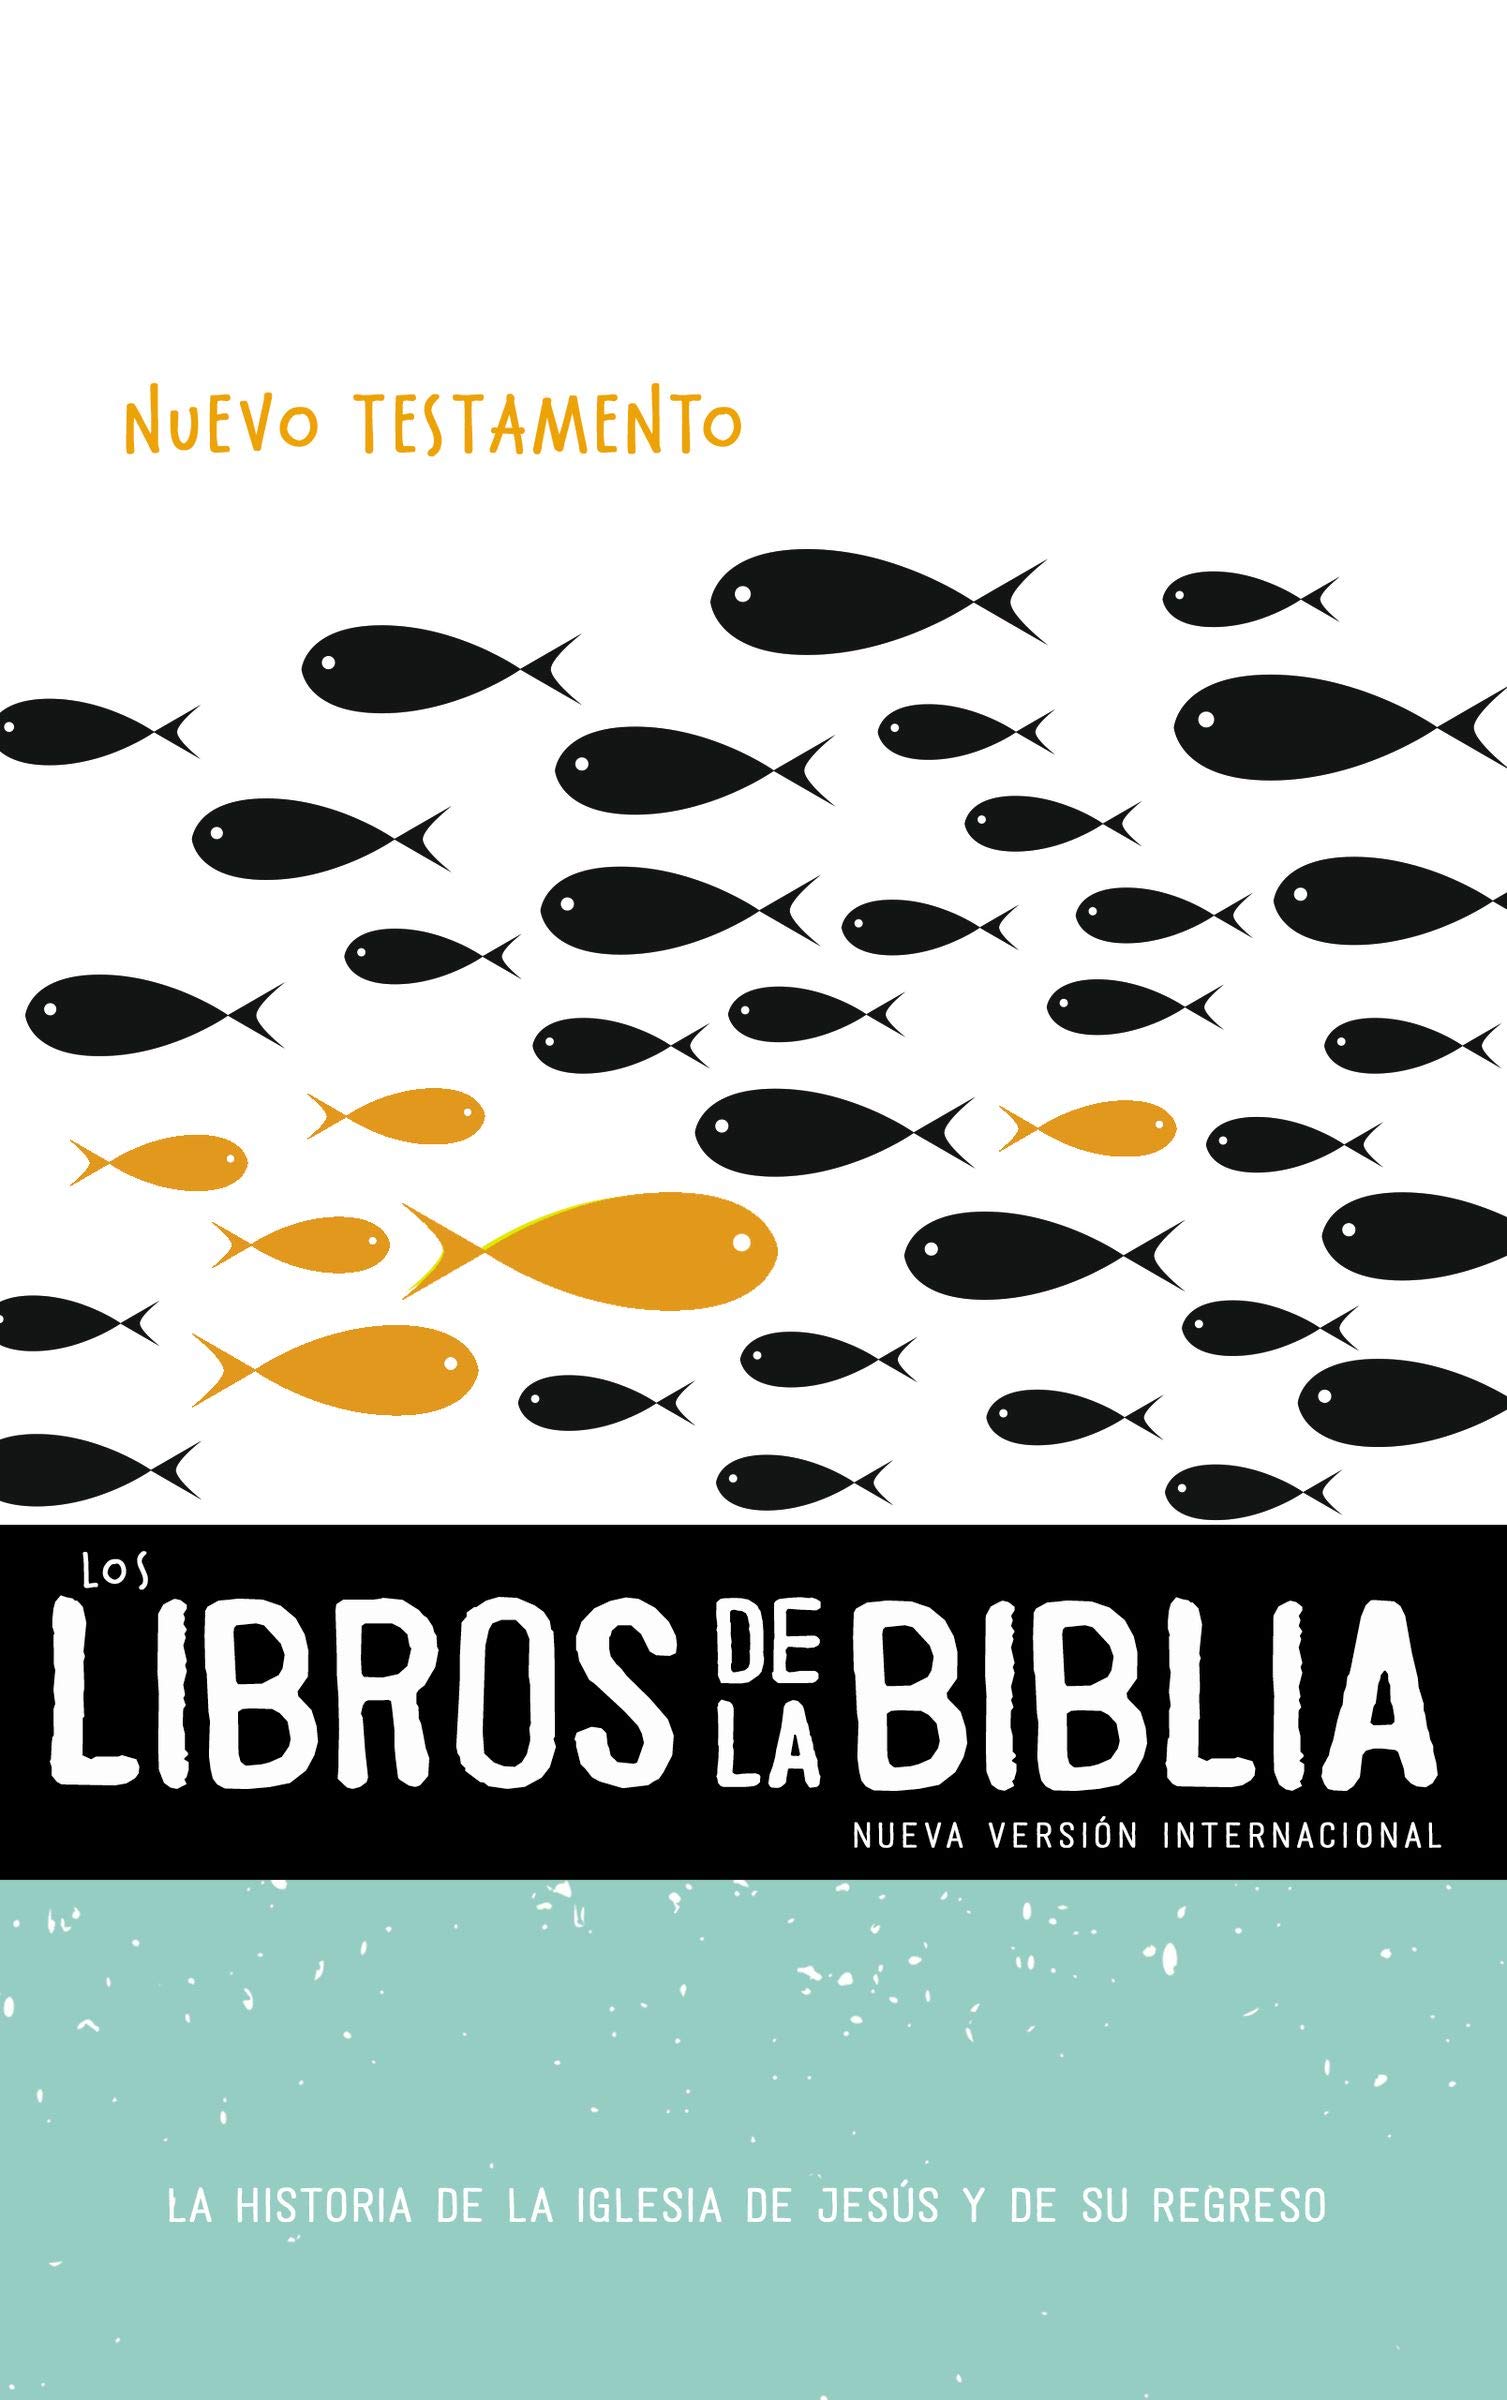 NUEVO TESTAMENTO
LOS
LIBROS DE LA BIBLIA
NUEVA VERSIÓN INTERNACIONAL
LA HISTORIA DE LA IGLESIA DE JESÚS Y DE SU REGRESO